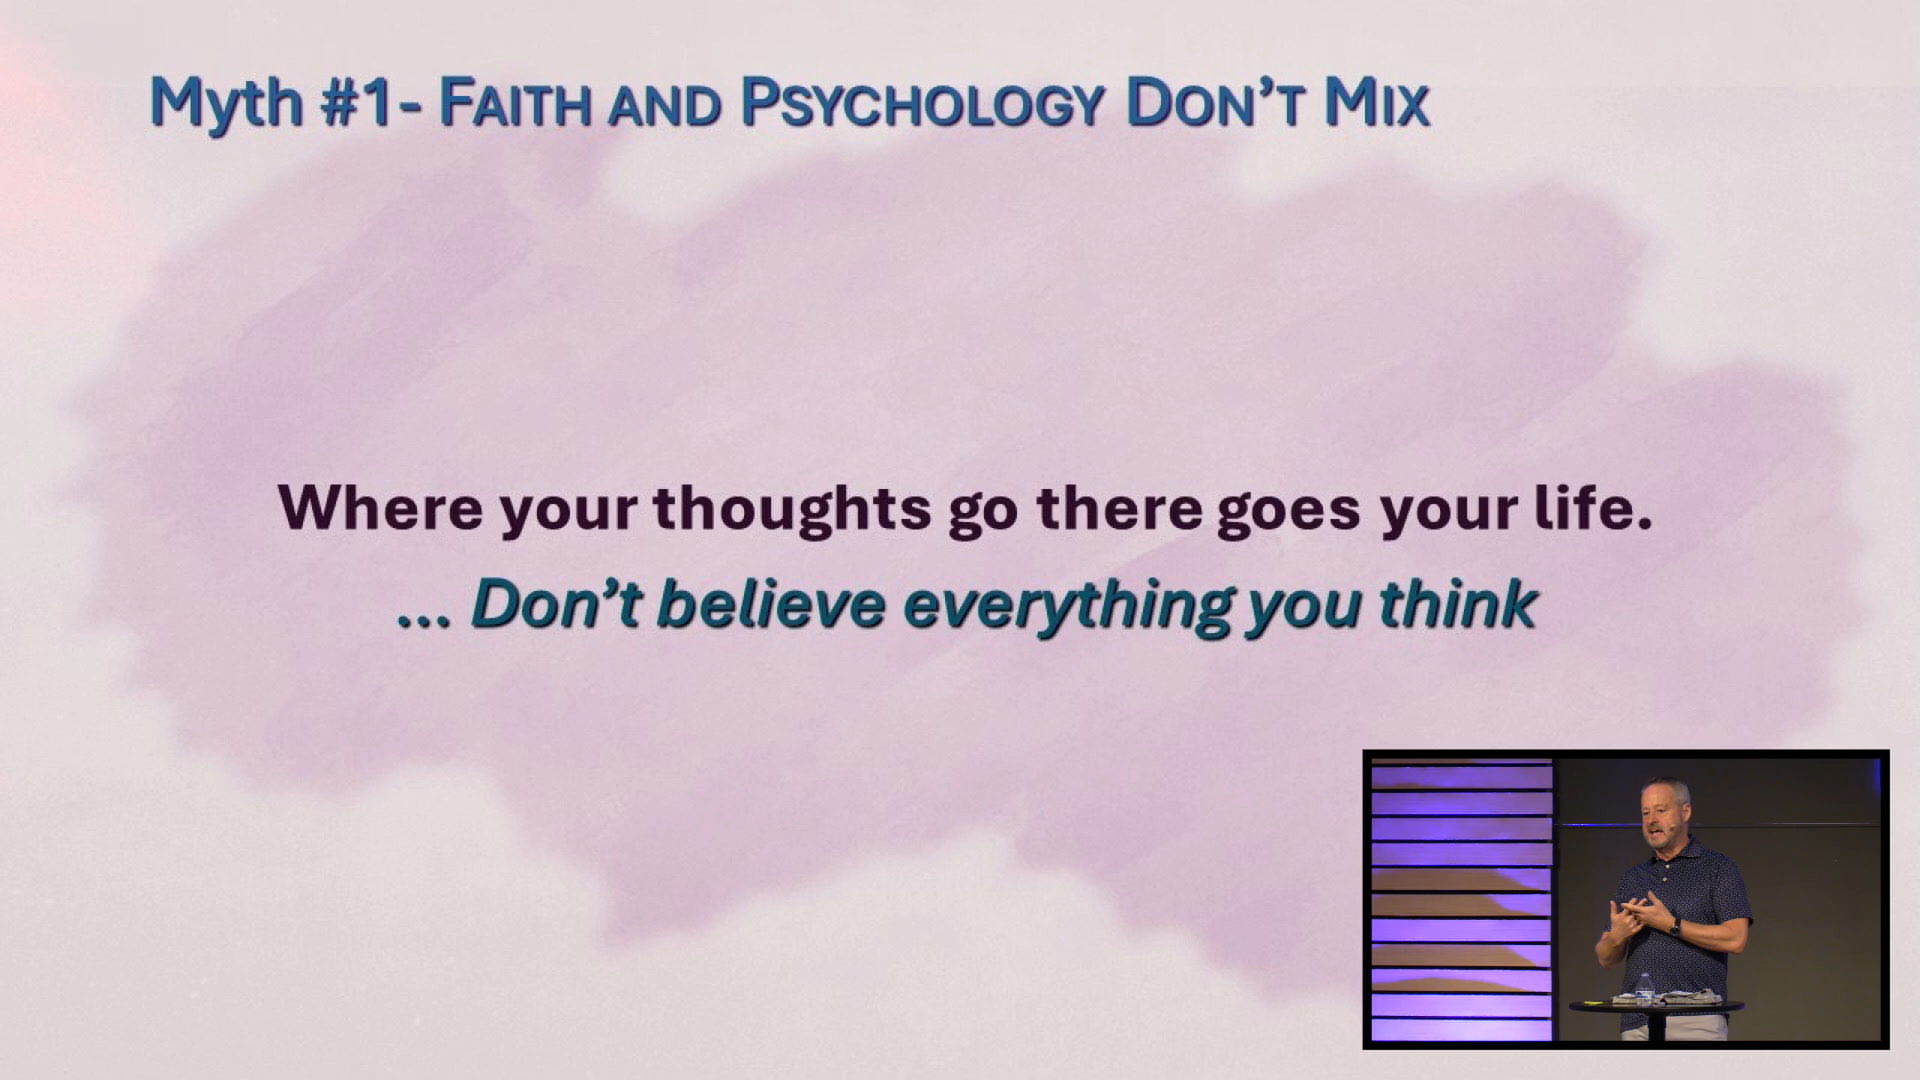 Myth #1- FAITH AND PSYCHOLOGY DON’T MIX
Where your thoughts go there goes your life.
... Don’t believe everything you think